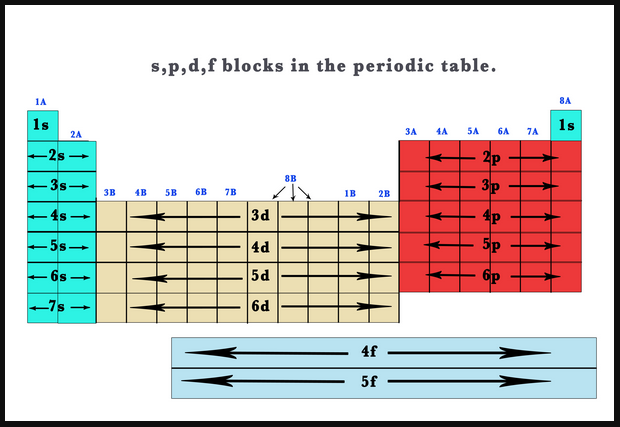 s,p,d,f blocks in the periodic table.
1A 8A
1s 1s
2A 3A 4A 5A 6A 7A
2s 2p
3s 3p
8B
3B 4B 5B 6B 7B 1B 2B
4s 3d 4p
5s 4d 5p
6s 5d 6p
7s 6d
4f
5f